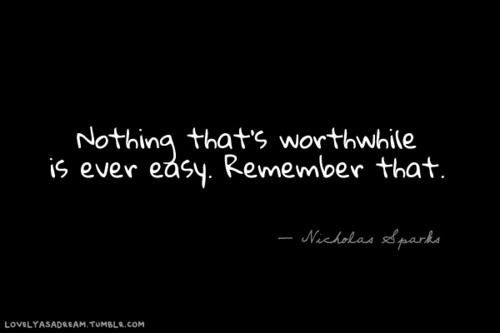 Nothing that's worthwhile
is ever easy. Remember that.
— Nicholas Sparks
LOVELYASADREAM.TUMBLR.COM